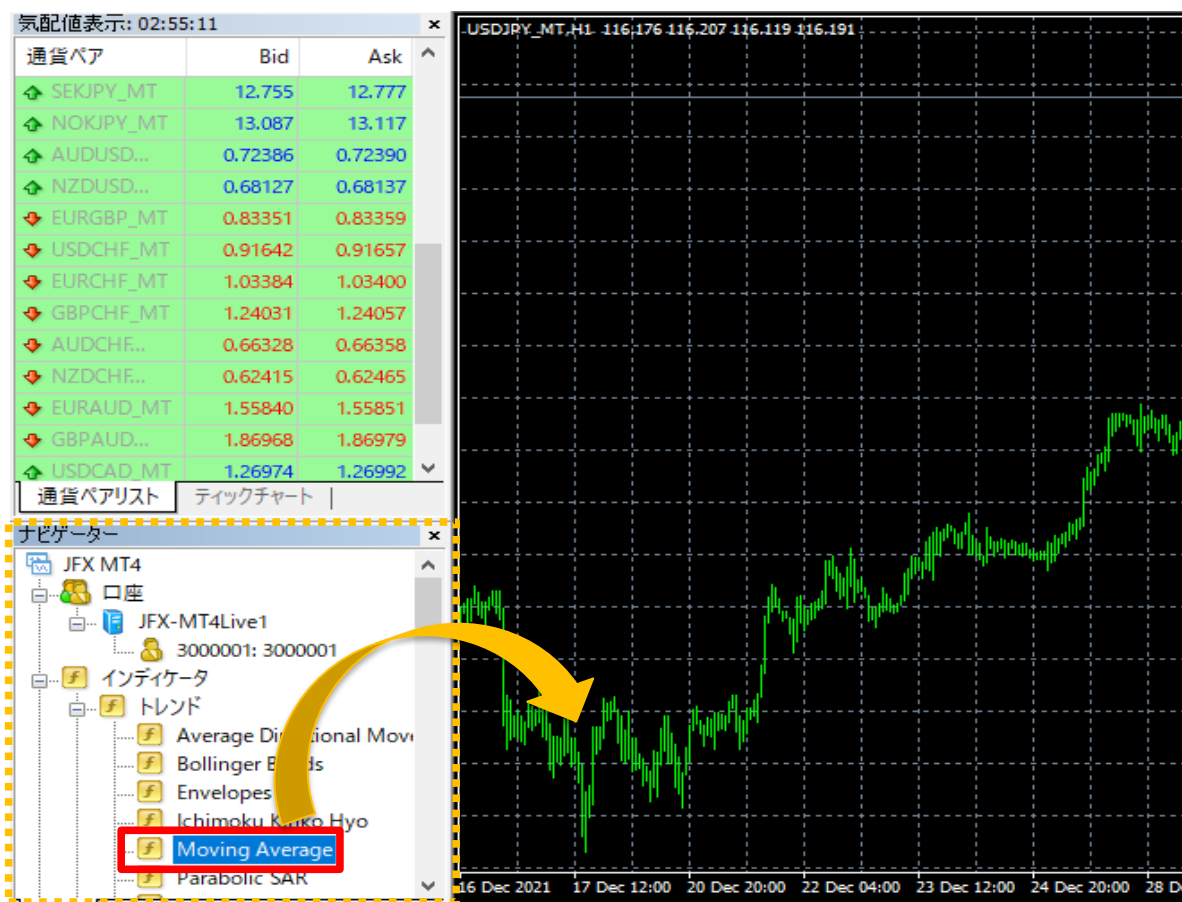 気配値表示: 02:55:11
通貨ペア Bid Ask
SEKJPY_MT 12.755 12.777
NOKJPY_MT 13.087 13.117
AUDUSD... 0.72386 0.72390
NZDUSD... 0.68127 0.68137
EURGBP_MT 0.83351 0.83359
USDCHF_MT 0.91642 0.91657
EURCHF_MT 1.03384 1.03400
GBPCHF_MT 1.24031 1.24057
AUDCHF... 0.66328 0.66358
NZDCHF... 0.62415 0.62465
EURAUD_MT 1.55840 1.55851
GBPAUD... 1.86968 1.86979
USDCAD_MT 1.26974 1.26992
通貨ペアリスト ティックチャート
ナビゲーター
JFX MT4
口座
JFX-MT4Live1
3000001: 3000001
インディケータ
トレンド
Average Di tional Move
Bollinger B ds
Envelopes
Ichimoku Ki ko Hyo
Moving Average
Parabolic SAR
USDJPY_MT,H1 116.176 116.207 116.119 116.191
16 Dec 2021 17 Dec 12:00 20 Dec 20:00 22 Dec 04:00 23 Dec 12:00 24 Dec 20:00 28 D